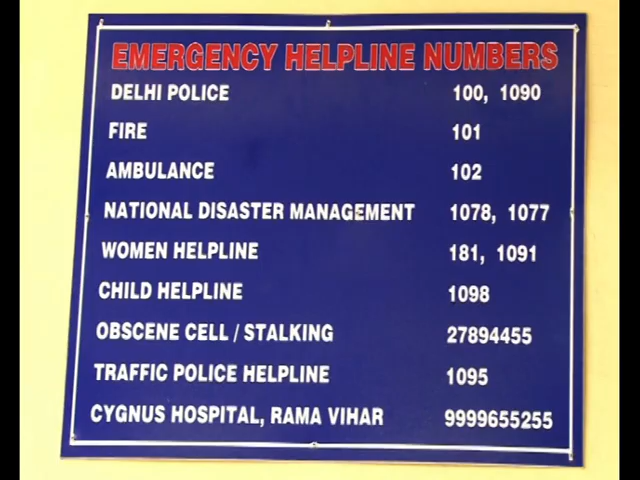 EMERGENCY HELPLINE NUMBERS
DELHI POLICE 100, 1090
FIRE 101
AMBULANCE 102
NATIONAL DISASTER MANAGEMENT 1078, 1077
WOMEN HELPLINE 181, 1091
CHILD HELPLINE 1098
OBSCENE CELL / STALKING 27894455
TRAFFIC POLICE HELPLINE 1095
CYGNUS HOSPITAL, RAMA VIHAR 9999655255